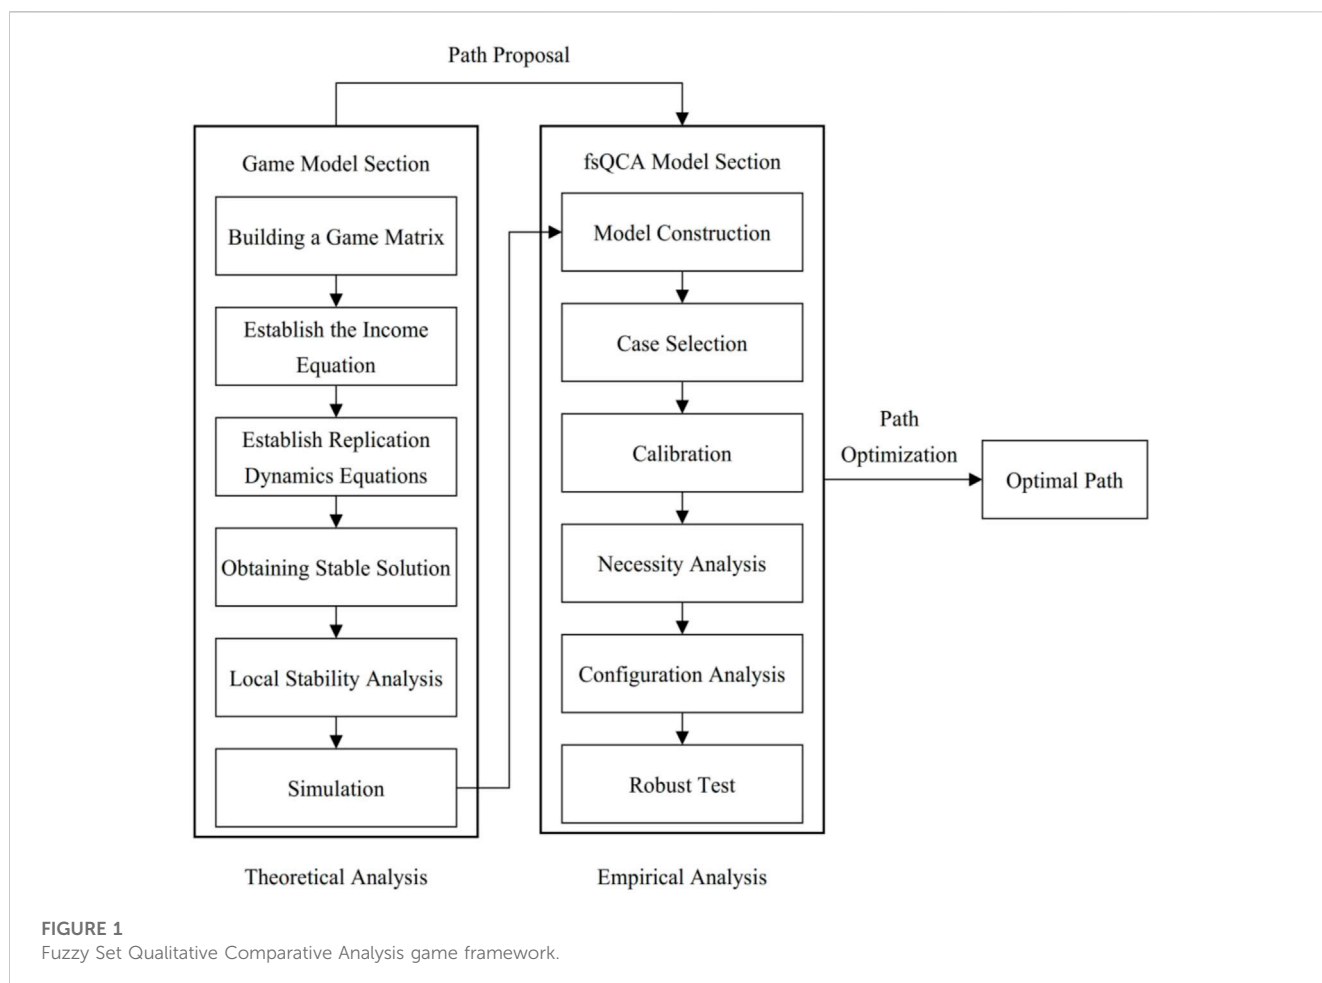 Path Proposal
Game Model Section
Building a Game Matrix
Establish the Income
Equation
Establish Replication
Dynamics Equations
Obtaining Stable Solution
Local Stability Analysis
Simulation
Theoretical Analysis
fsQCA Model Section
Model Construction
Case Selection
Calibration
Necessity Analysis
Configuration Analysis
Robust Test
Empirical Analysis
Path
Optimization
Optimal Path
FIGURE 1
Fuzzy Set Qualitative Comparative Analysis game framework.